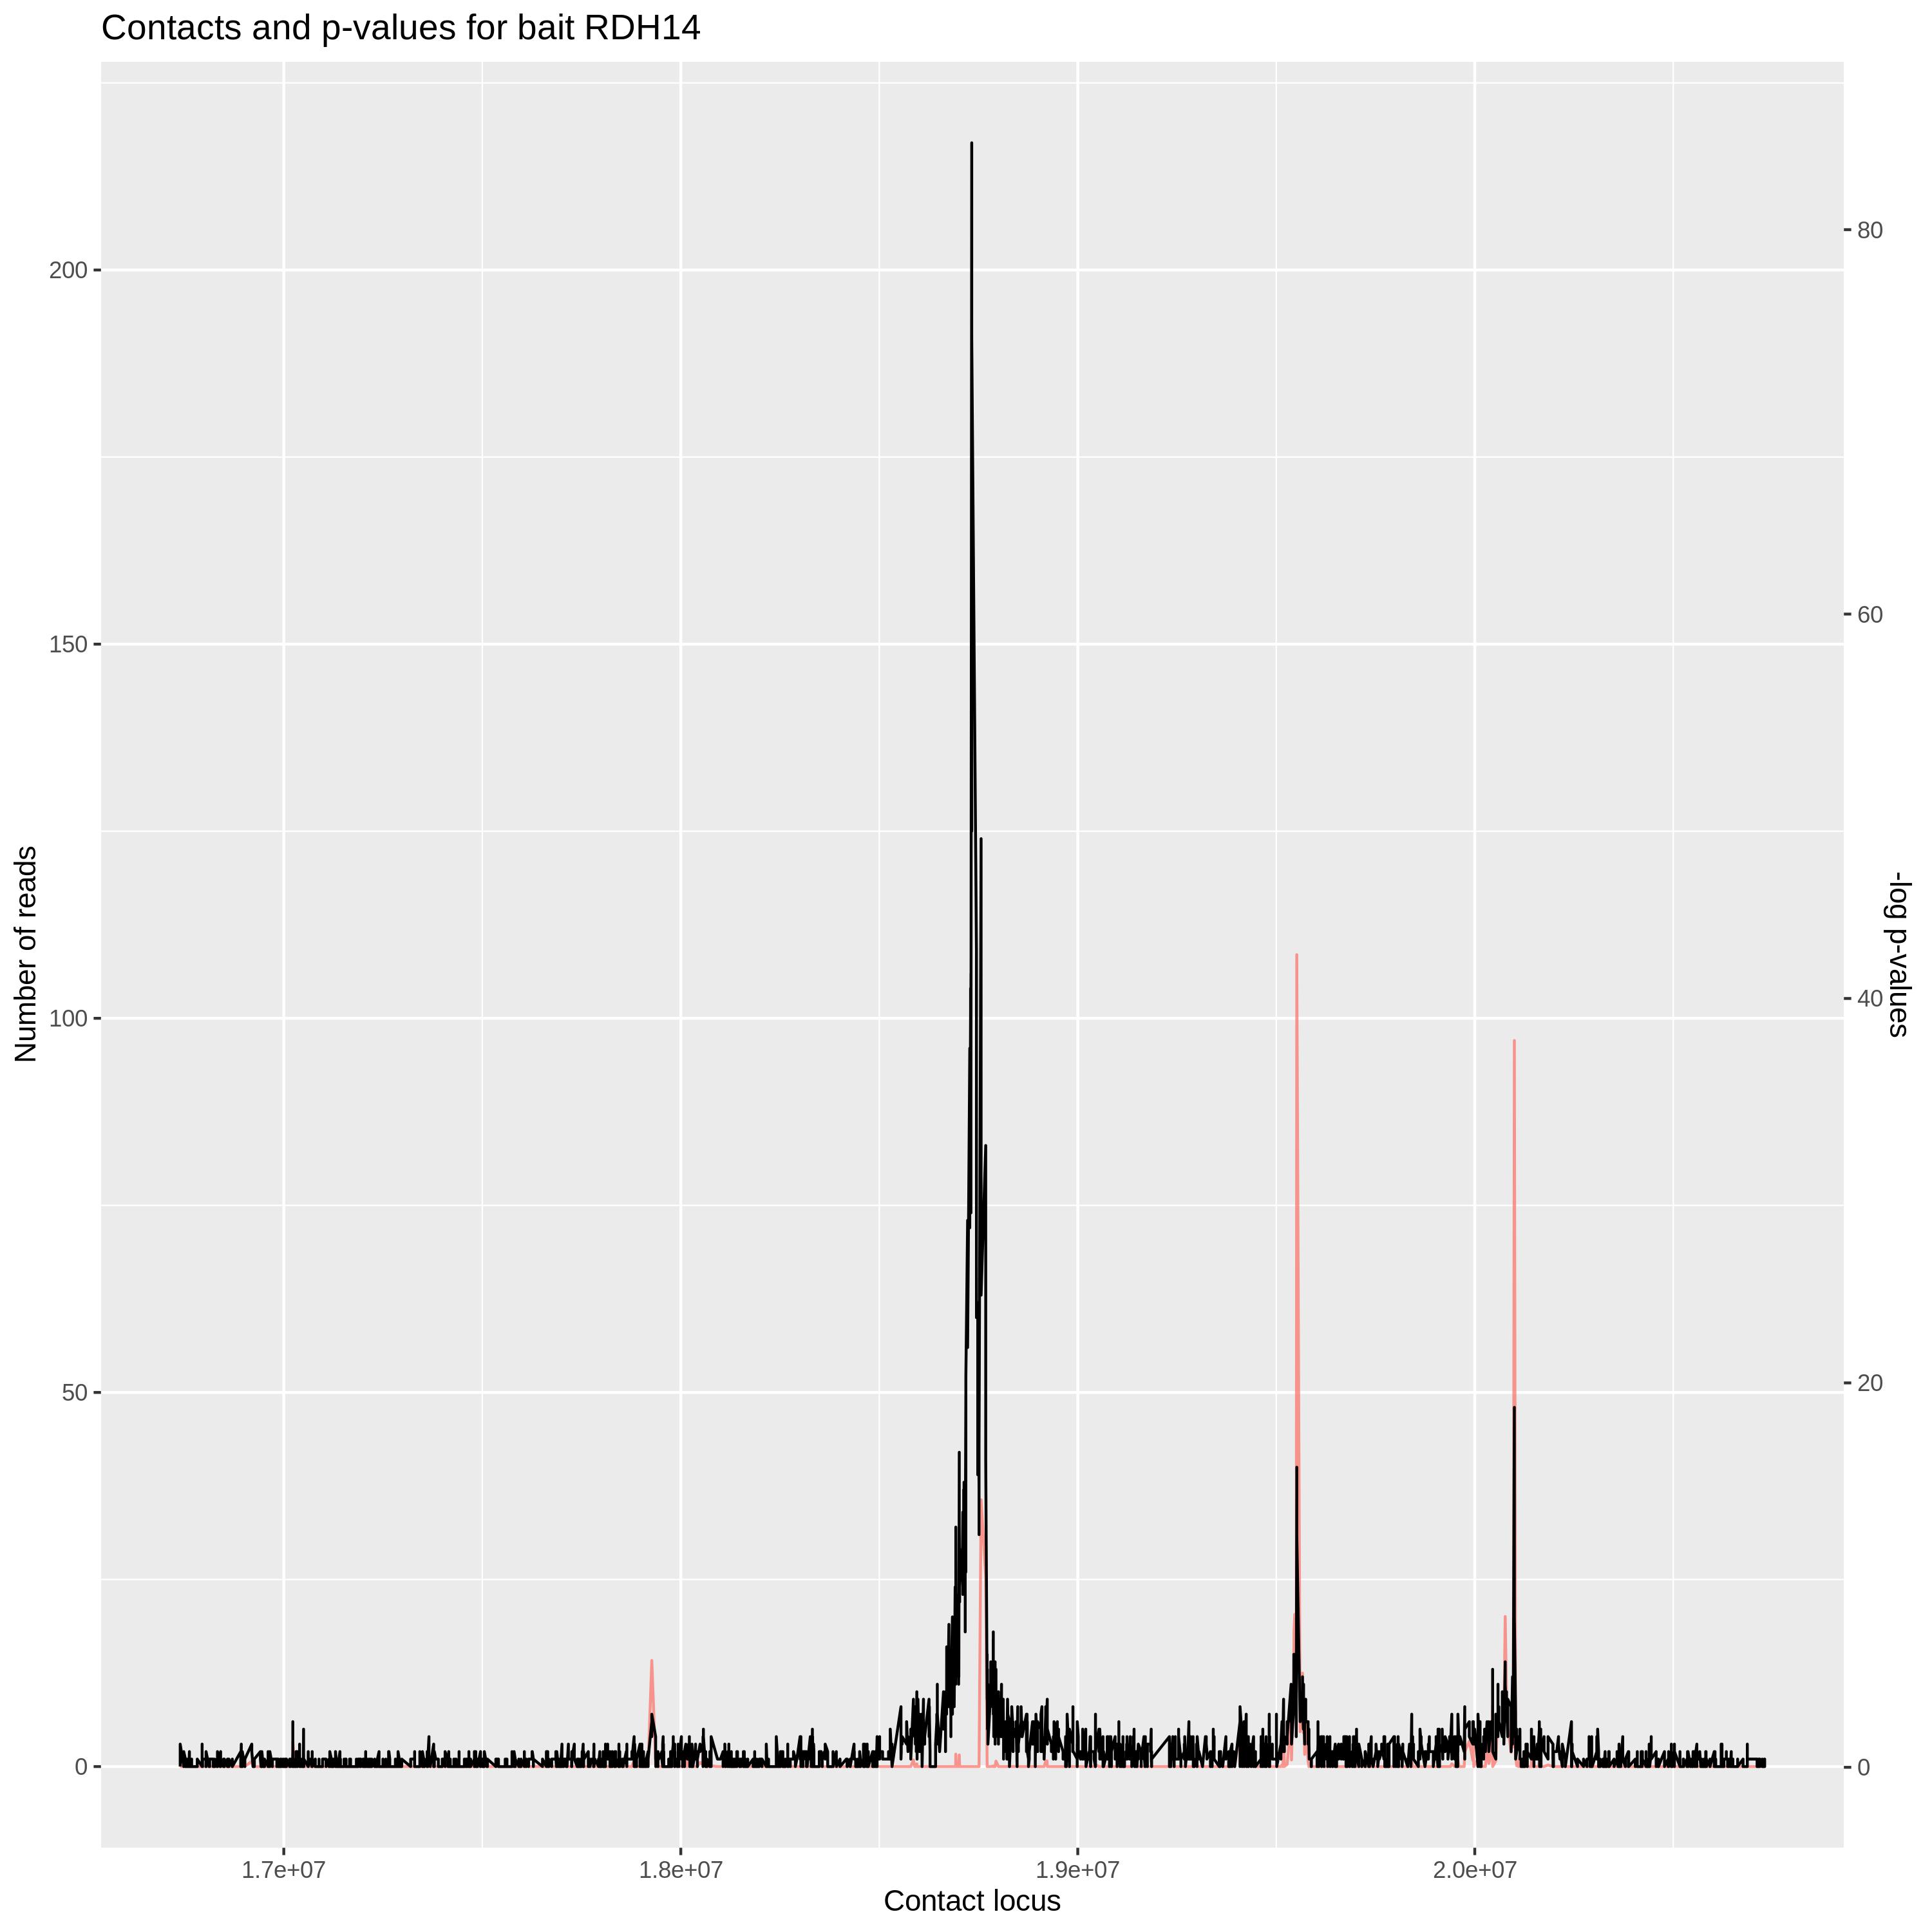 Contacts and p-values for bait RDH14
Number of reads
200
150
100
50
0
80
60
40
20
0
-log p-values
1.7e+07
1.8e+07
1.9e+07
2.0e+07
Contact locus